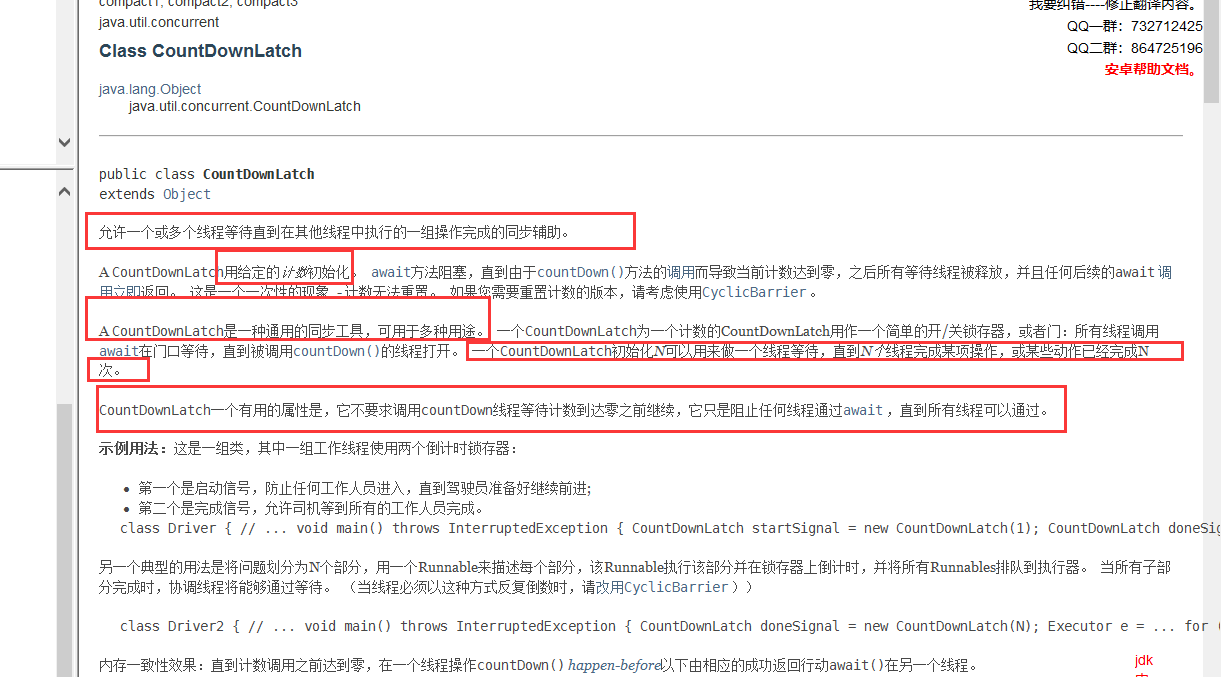 compact1, compact2, compact3
我要纠错----修正翻译内容。
java.util.concurrent
QQ一群：732712425
Class CountDownLatch
QQ二群：864725196
安卓帮助文档。
java.lang.Object
java.util.concurrent.CountDownLatch
public class CountDownLatch
extends Object
允许一个或多个线程等待直到在其他线程中执行的一组操作完成的同步辅助。
A CountDownLatch用给定的计数初始化。 await方法阻塞，直到由于countDown()方法的调用而导致当前计数达到零，之后所有等待线程被释放，并且任何后续的await 调
用立即返回。 这是一个一次性的现象 - 计数无法重置。 如果您需要重置计数的版本，请考虑使用CyclicBarrier 。
A CountDownLatch是一种通用的同步工具，可用于多种用途。 一个CountDownLatch为一个计数的CountDownLatch用作一个简单的开/关锁存器，或者门：所有线程调用
await在门口等待，直到被调用countDown()的线程打开。 一个CountDownLatch初始化N可以用来做一个线程等待，直到N个线程完成某项操作，或某些动作已经完成N
次。
CountDownLatch一个有用的属性是，它不要求调用countDown线程等待计数到达零之前继续，它只是阻止任何线程通过await ，直到所有线程可以通过。
示例用法：这是一组类，其中一组工作线程使用两个倒计时锁存器：
• 第一个是启动信号，防止任何工作人员进入，直到驾驶员准备好继续前进;
• 第二个是完成信号，允许司机等到所有的工作人员完成。
class Driver { // ... void main() throws InterruptedException { CountDownLatch startSignal = new CountDownLatch(1); CountDownLatch doneSig
另一个典型的用法是将问题划分为N个部分，用一个Runnable来描述每个部分，该Runnable执行该部分并在锁存器上倒计时，并将所有Runnables排队到执行器。 当所有子部
分完成时，协调线程将能够通过等待。 （当线程必须以这种方式反复倒数时，请改用CyclicBarrier ））
class Driver2 { // ... void main() throws InterruptedException { CountDownLatch doneSignal = new CountDownLatch(N); Executor e = ... for (
内存一致性效果：直到计数调用之前达到零，在一个线程操作countDown() happen-before以下由相应的成功返回行动await()在另一个线程。
jdk